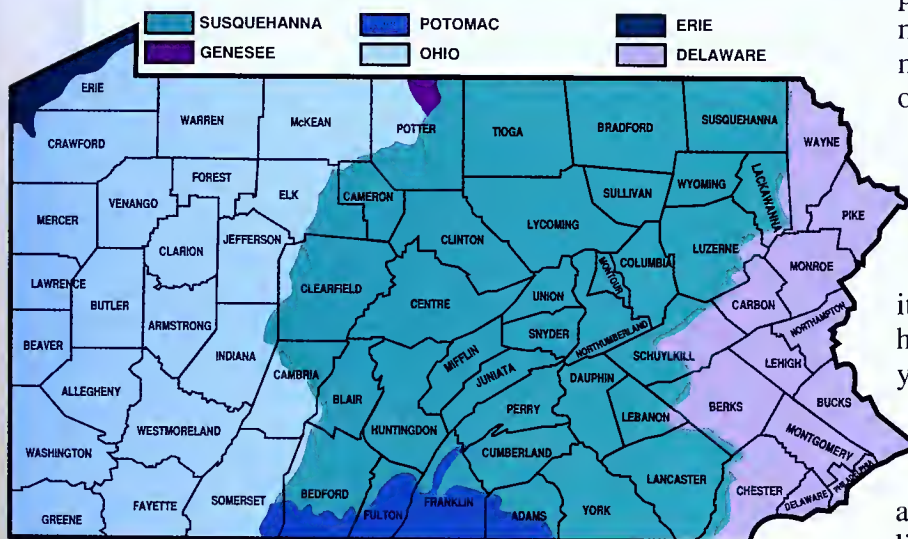 SUSQUEHANNA POTOMAC ERIE
GENESEE OHIO DELAWARE
ERIE
WARREN
McKEAN
POTTER
TIOGA
BRADFORD
SUSQUEHANNA
WAYNE
CRAWFORD
FOREST
ELK
CAMERON
SULLIVAN
WYOMING
LACKAWANNA
PIKE
MERCER
VENANGO
CLARION
JEFFERSON
CLINTON
LYCOMING
COLUMBIA
LUZERNE
MONROE
LAWRENCE
BUTLER
CLEARFIELD
CENTRE
UNION
MONTOUR
CARBON
NORTHAMPTON
BEAVER
ARMSTRONG
INDIANA
SNYDER
NORTHUMBERLAND
SCHUYLKILL
LEHIGH
ALLEGHENY
CAMBRIA
BLAIR
MIFFLIN
JUNIATA
DAUPHIN
BERKS
BUCKS
WASHINGTON
WESTMORELAND
HUNTINGDON
PERRY
LEBANON
MONTGOMERY
CUMBERLAND
LANCASTER
PHILADELPHIA
GREENE
FAYETTE
SOMERSET
BEDFORD
FULTON
FRANKLIN
ADAMS
YORK
CHESTER
DELAWARE
it
h
y
a